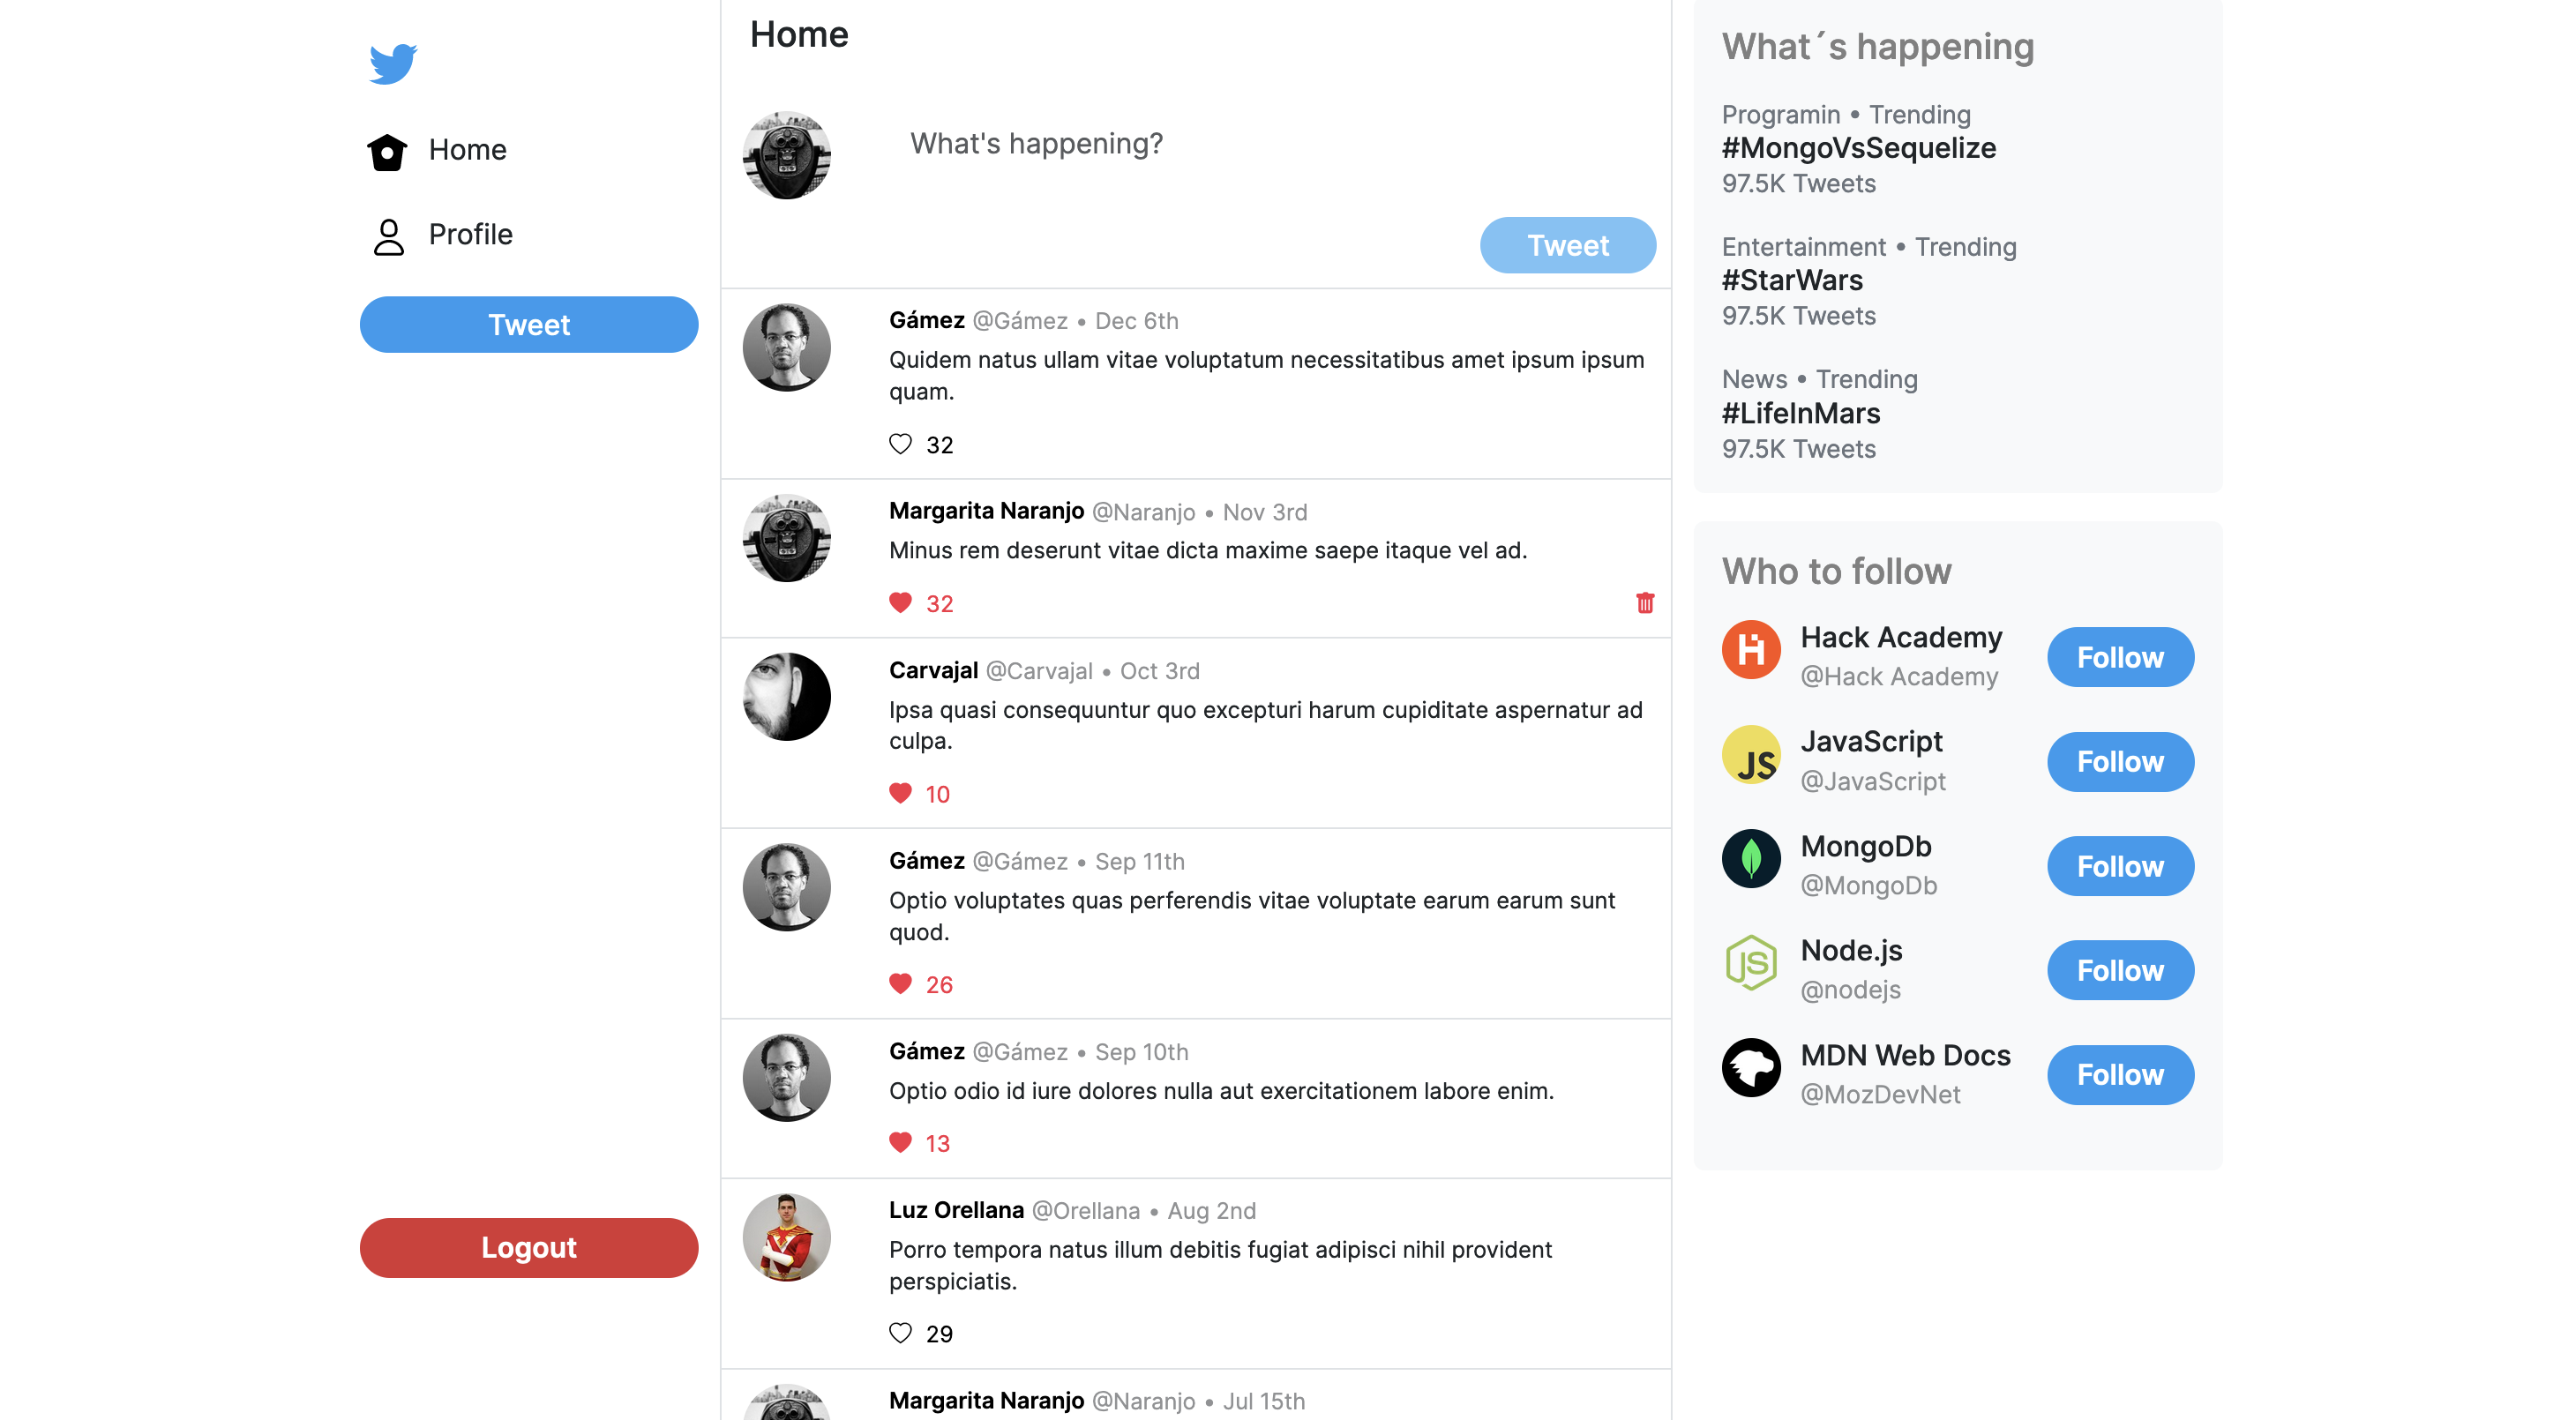 Home
Profile
Tweet
Logout
Home
What's happening?
Tweet
Gámez @Gámez • Dec 6th
Quidem natus ullam vitae voluptatum necessitatibus amet ipsum ipsum
quam.
32
Margarita Naranjo @Naranjo • Nov 3rd
Minus rem deserunt vitae dicta maxime saepe itaque vel ad.
32
Carvajal @Carvajal • Oct 3rd
Ipsa quasi consequuntur quo excepturi harum cupiditate aspernatur ad
culpa.
10
Gámez @Gámez • Sep 11th
Optio voluptates quas perferendis vitae voluptate earum earum sunt
quod.
26
Gámez @Gámez • Sep 10th
Optio odio id iure dolores nulla aut exercitationem labore enim.
13
Luz Orellana @Orellana • Aug 2nd
Porro tempora natus illum debitis fugiat adipisci nihil provident
perspiciatis.
29
Margarita Naranjo @Naranjo • Jul 15th
What´s happening
Programin • Trending
#MongoVsSequelize
97.5K Tweets
Entertainment • Trending
#StarWars
97.5K Tweets
News • Trending
#LifeInMars
97.5K Tweets
Who to follow
H
Hack Academy
@Hack Academy
Follow
JS
JavaScript
@JavaScript
Follow
MongoDb
@MongoDb
Follow
JS
Node.js
@nodejs
Follow
MDN Web Docs
@MozDevNet
Follow